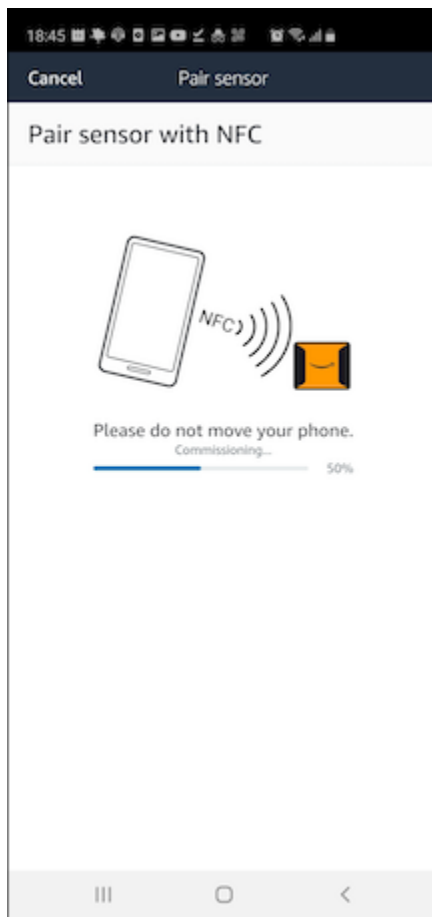 18:45
Cancel Pair sensor
Pair sensor with NFC
NFC
Please do not move your phone.
Commissioning...
50%